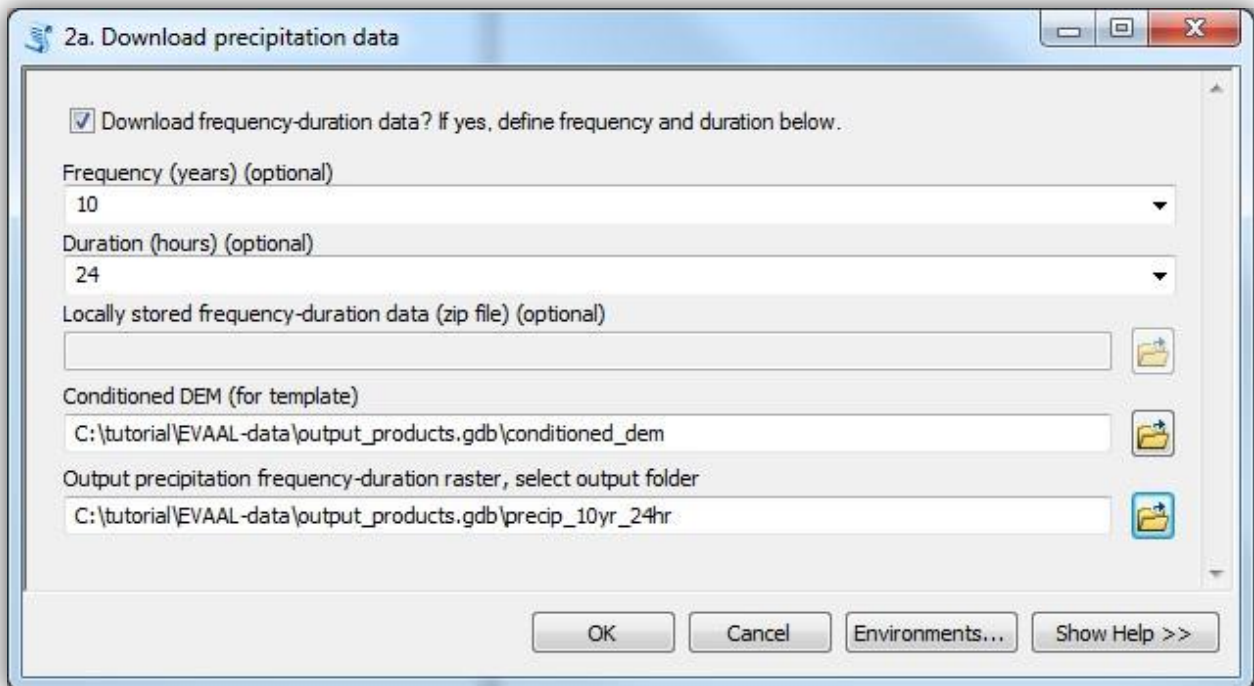 2a. Download precipitation data
Download frequency-duration data? If yes, define frequency and duration below.
Frequency (years) (optional)
10
Duration (hours) (optional)
24
Locally stored frequency-duration data (zip file) (optional)
Conditioned DEM (for template)
C:\tutorial\EVAAL-data\output_products.gdb\conditioned_dem
Output precipitation frequency-duration raster, select output folder
C:\tutorial\EVAAL-data\output_products.gdb\precip_10yr_24hr
OK Cancel Environments... Show Help >>